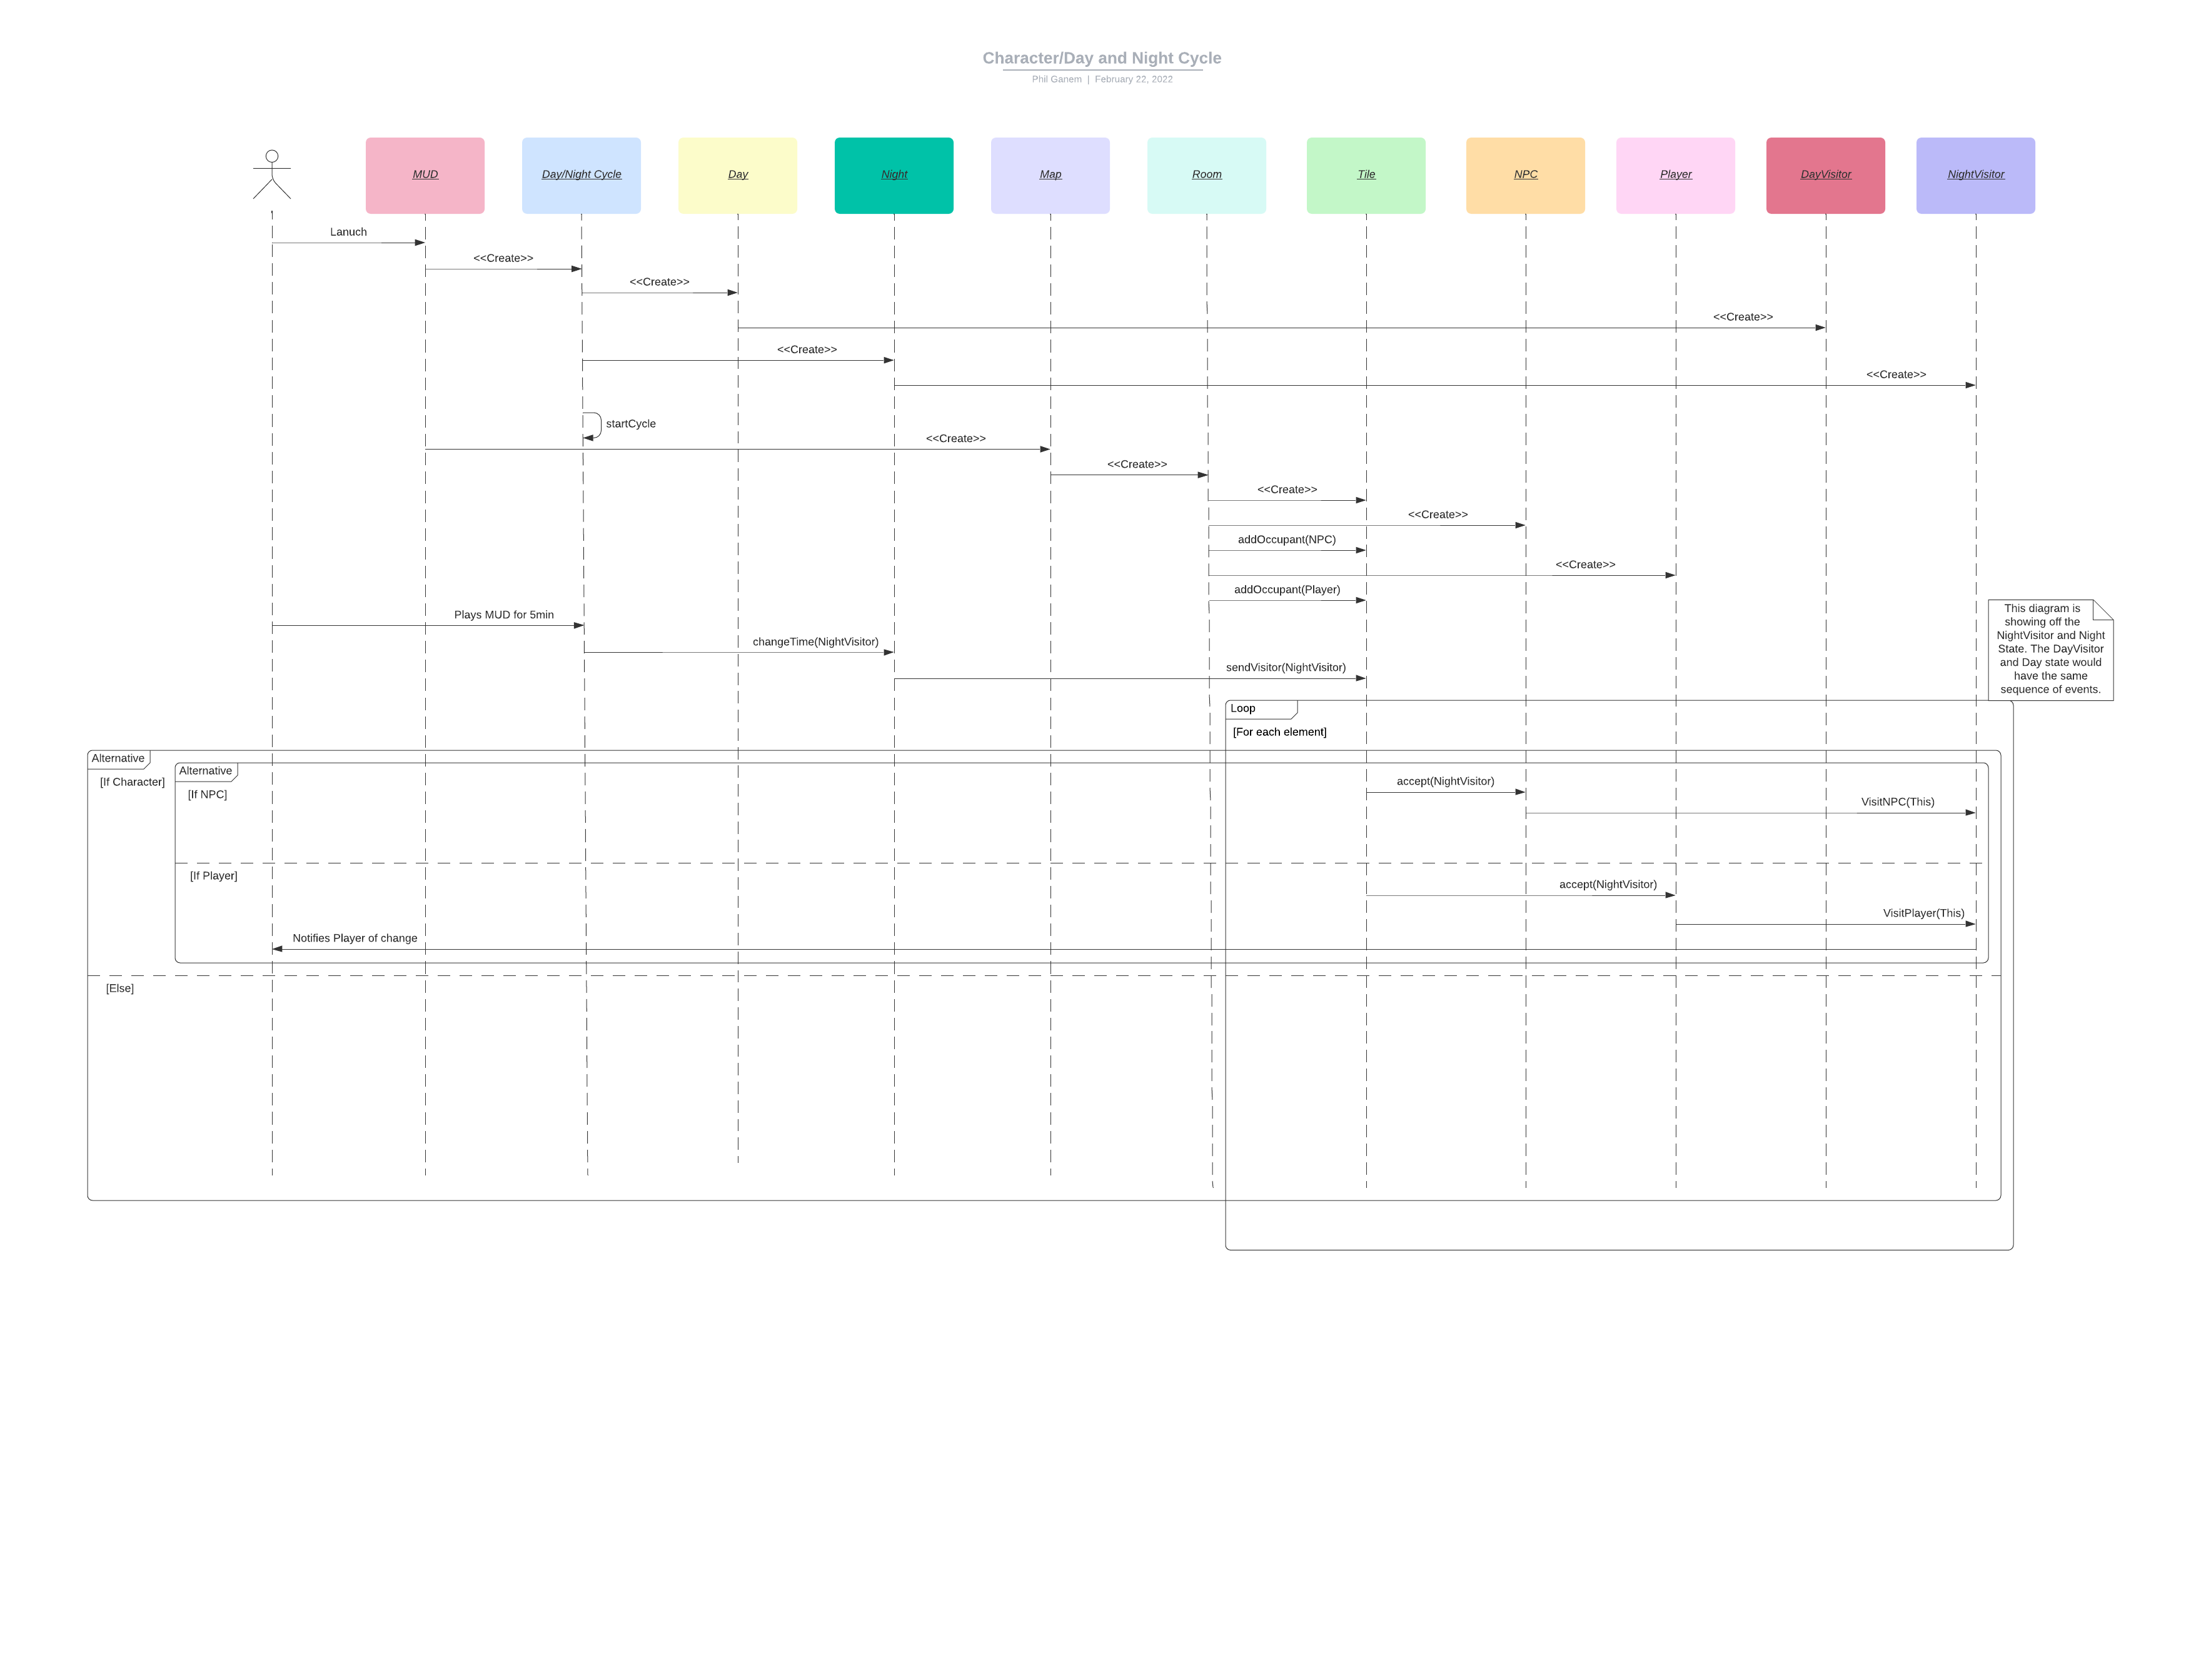 Character/Day and Night Cycle
Phil Ganem | February 22, 2022
MUD
Day/Night Cycle
Day
Night
Map
Room
Tile
NPC
Player
DayVisitor
NightVisitor
Lanuch
<<Create>>
<<Create>>
<<Create>>
<<Create>>
<<Create>>
startCycle
<<Create>>
<<Create>>
<<Create>>
<<Create>>
addOccupant(NPC)
<<Create>>
addOccupant(Player)
Plays MUD for 5min
changeTime(NightVisitor)
sendVisitor(NightVisitor)
This diagram is
showing off the
NightVisitor and Night
State. The DayVisitor
and Day state would
have the same
sequence of events.
Loop
[For each element]
Alternative
[If Character]
Alternative
[If NPC]
accept(NightVisitor)
VisitNPC(This)
[If Player]
accept(NightVisitor)
VisitPlayer(This)
Notifies Player of change
[Else]